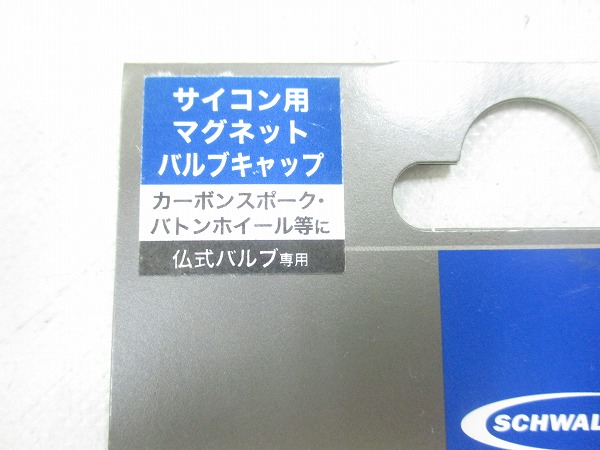 サイコン用
マグネット
バルブキャップ
カーボンスポーク・
バトンホイール等に
仏式バルブ専用
SCHWAL